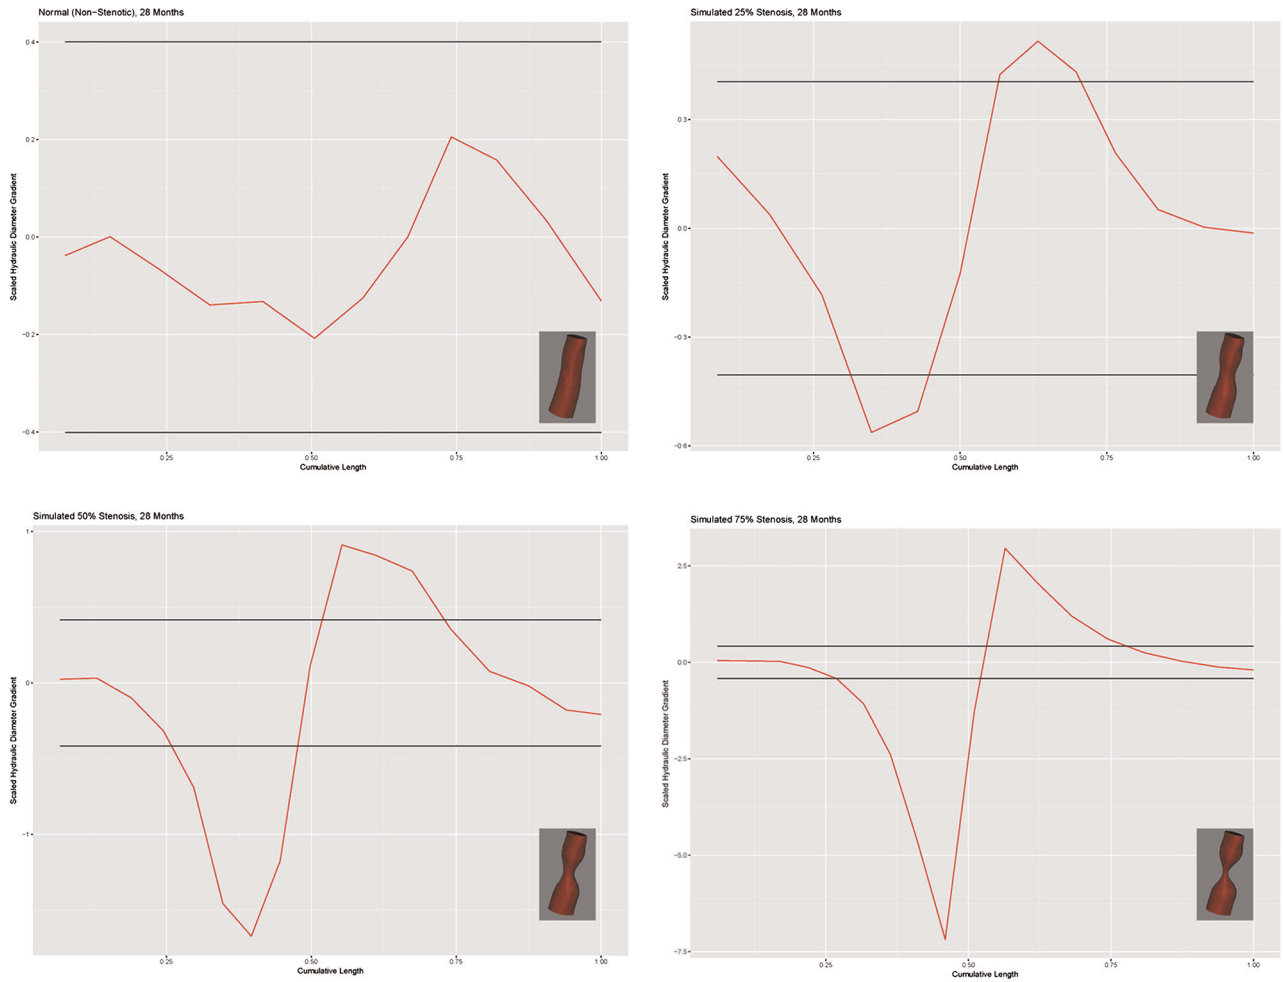 Normal (Non-Stenotic), 28 Months
0.4
0.2
0.0
-0.2
-0.4
Scaled Hydraulic Diameter Gradient
0.25
0.50
0.75
1.00
Cumulative Length
Simulated 25% Stenosis, 28 Months
0.3
0.0
-0.3
-0.6
Scaled Hydraulic Diameter Gradient
0.25
0.50
0.75
1.00
Cumulative Length
Simulated 50% Stenosis, 28 Months
1
0
-1
Scaled Hydraulic Diameter Gradient
0.25
0.50
0.75
1.00
Cumulative Length
Simulated 75% Stenosis, 28 Months
2.5
0.0
-2.5
-5.0
-7.5
Scaled Hydraulic Diameter Gradient
0.25
0.50
0.75
1.00
Cumulative Length